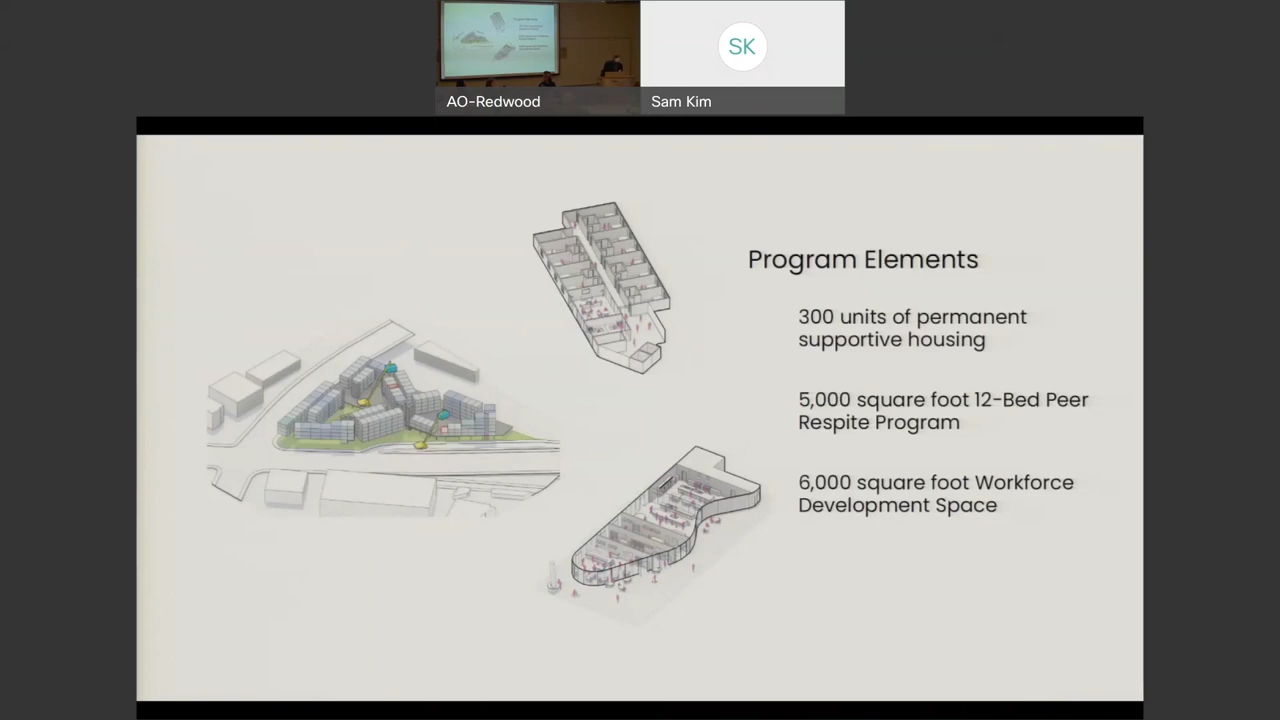 SK
AO-Redwood
Sam Kim
Program Elements
300 units of permanent
supportive housing
5,000 square foot 12-Bed Peer
Respite Program
6,000 square foot Workforce
Development Space